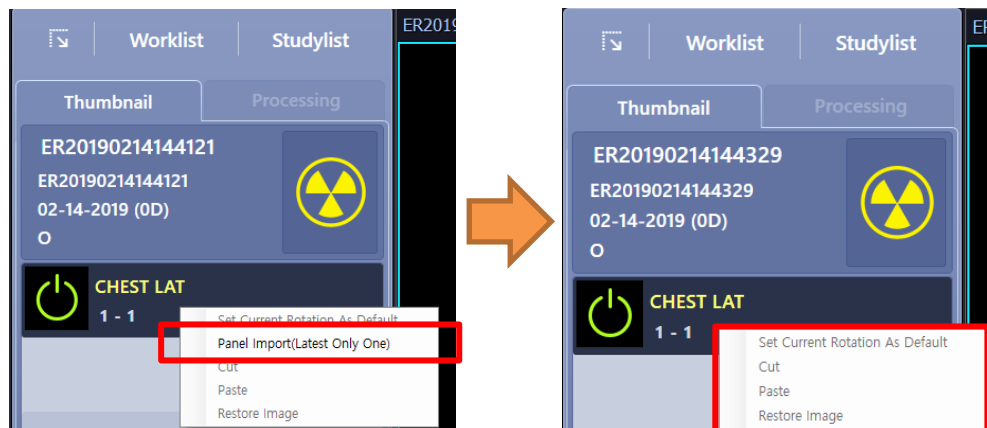 Worklist Studylist
ER2019
Thumbnail Processing
ER20190214144121
ER20190214144121
02-14-2019 (0D)
O
CHEST LAT
1 - 1
Set Current Rotation As Default
Panel Import(Latest Only One)
Cut
Paste
Restore Image
Worklist Studylist
Thumbnail Processing
ER20190214144329
ER20190214144329
02-14-2019 (0D)
O
CHEST LAT
1 - 1
Set Current Rotation As Default
Cut
Paste
Restore Image